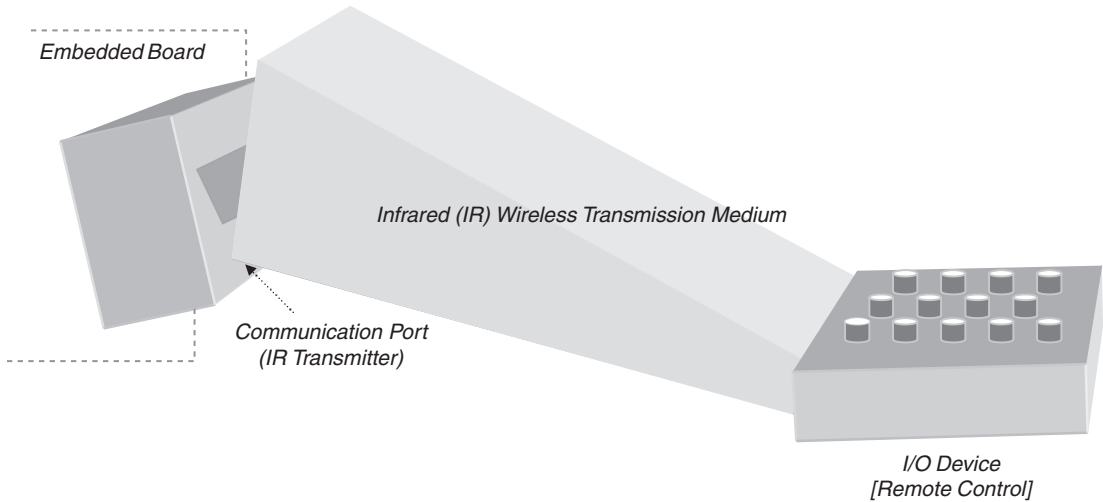 Embedded Board
Infrared (IR) Wireless Transmission Medium
Communication Port
(IR Transmitter)
I/O Device
[Remote Control]